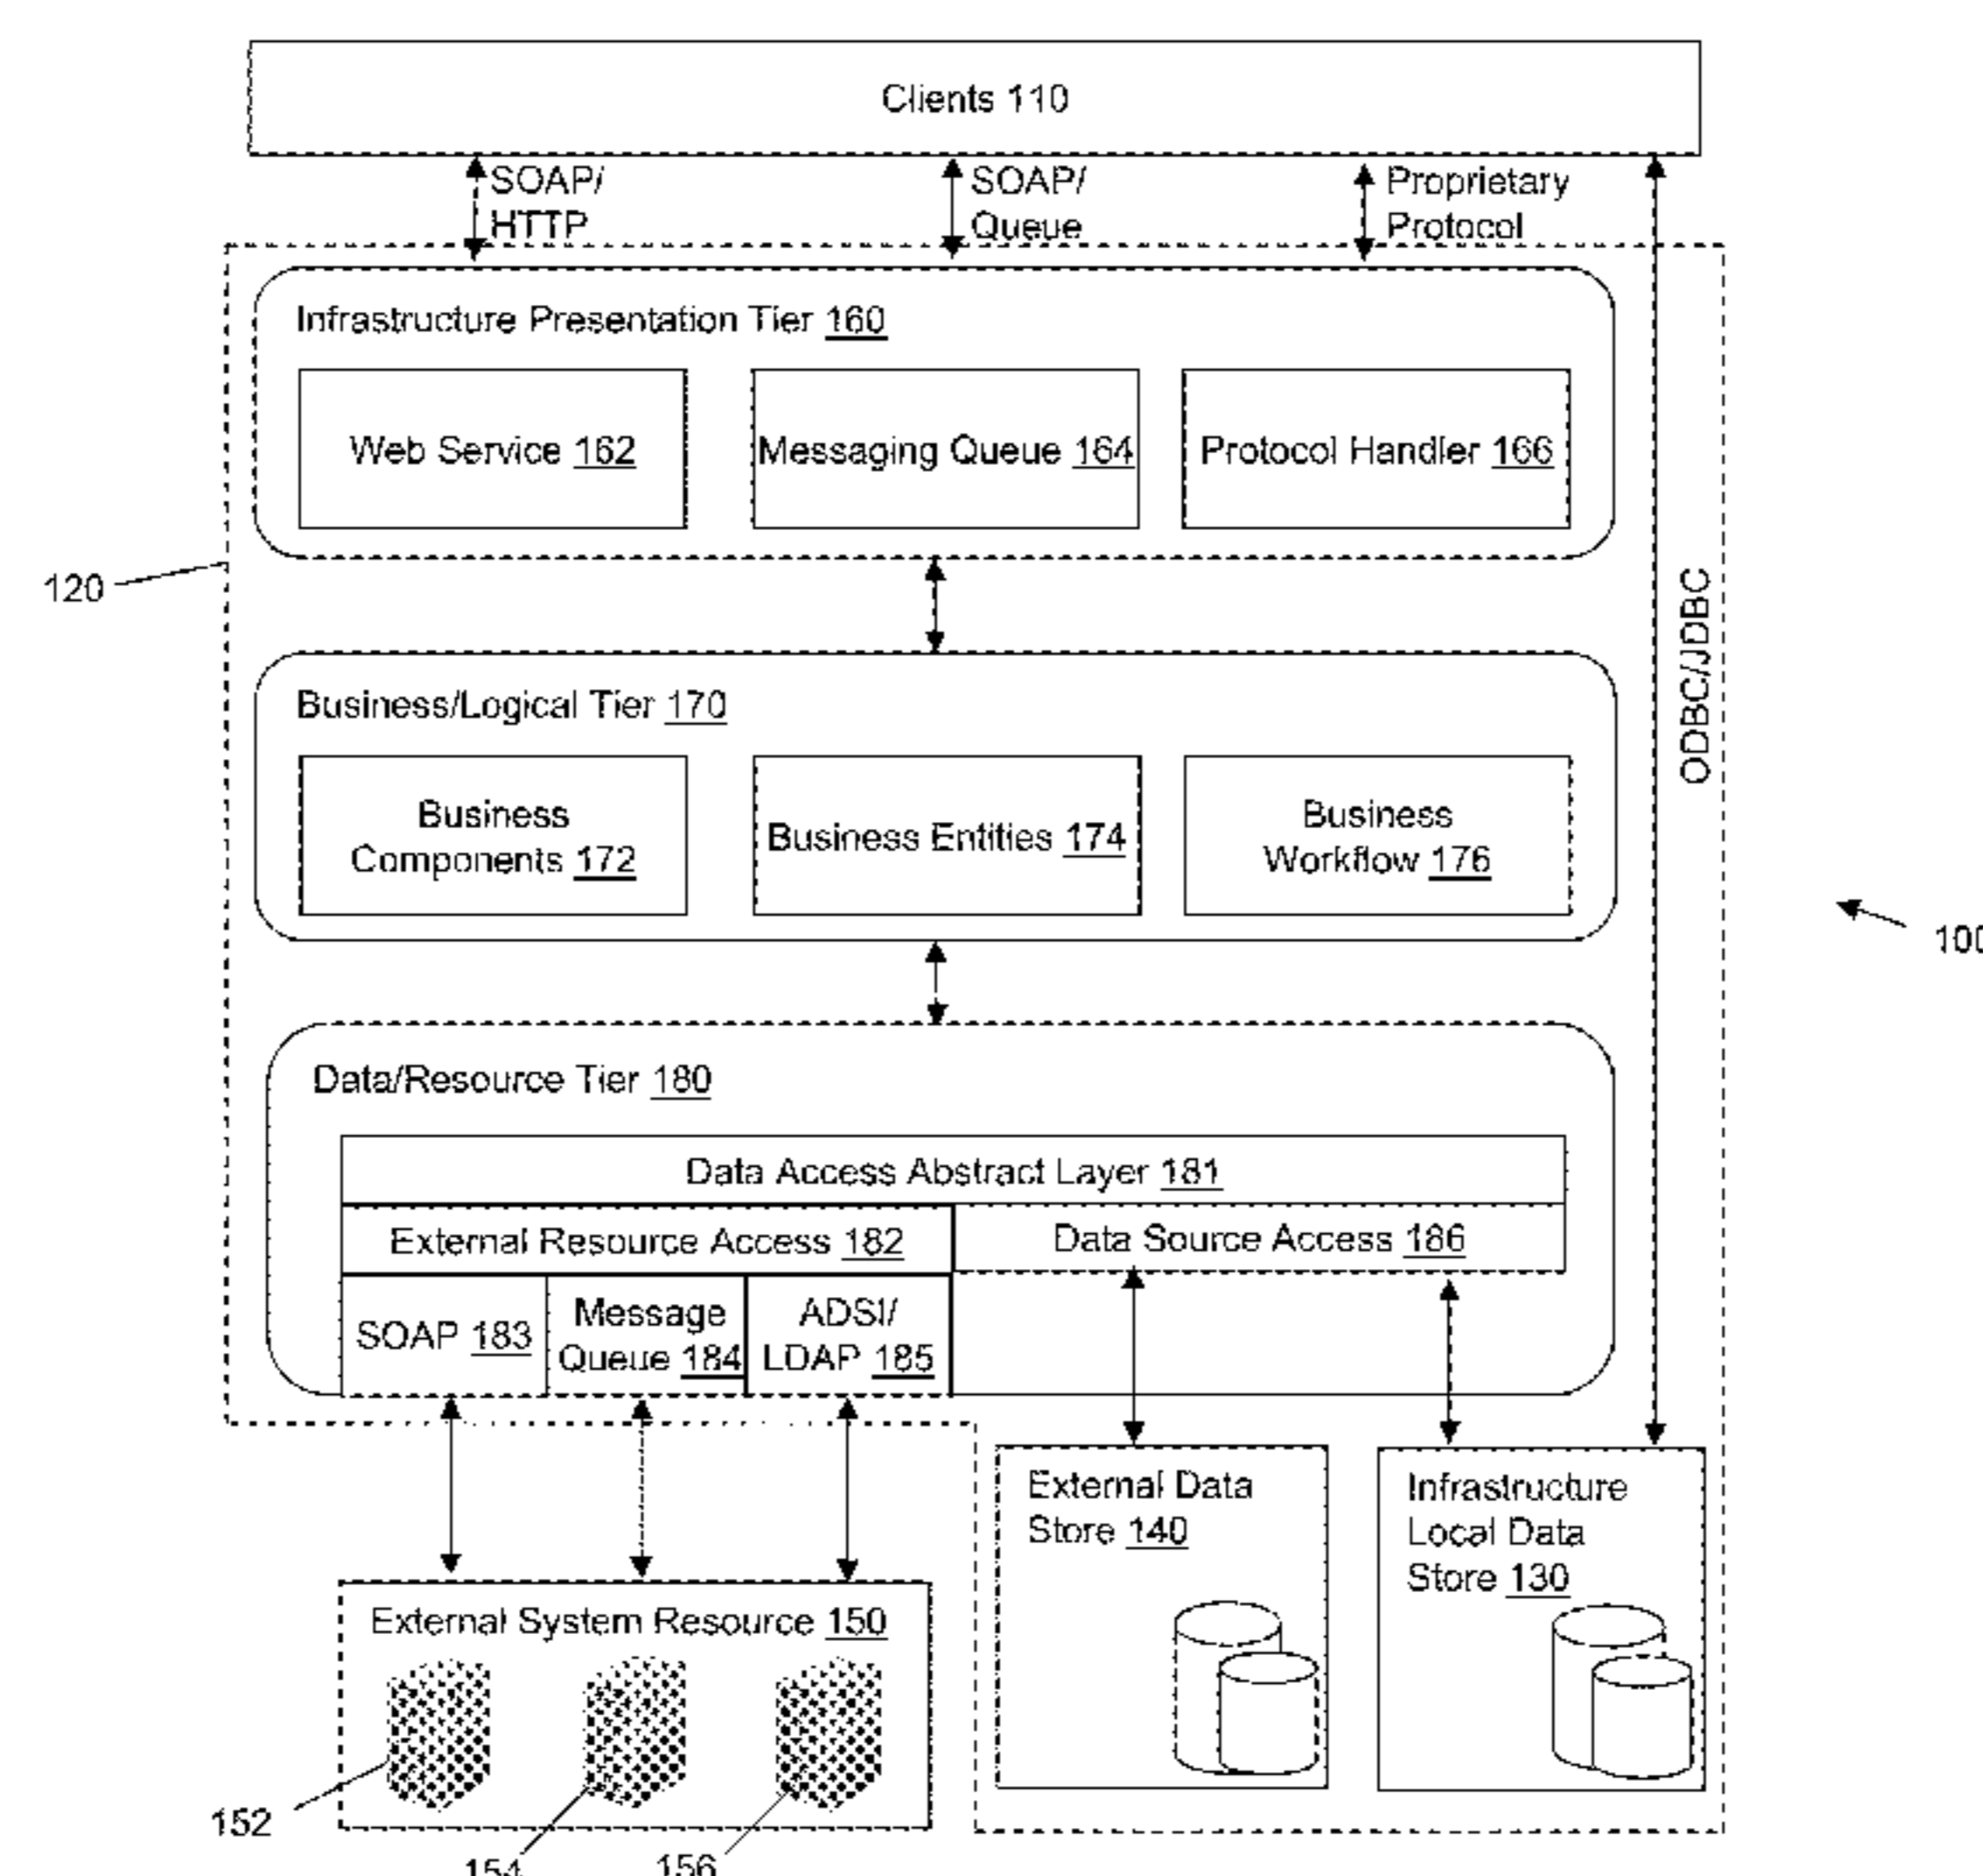 Clients 110
SOAP/
HTTP
SOAP/
Queue
Proprietary
Protocol
Infrastructure Presentation Tier 160
Web Service 162
Messaging Queue 164
Protocol Handler 166
120
ODBC/JDBC
Business/Logical Tier 170
Business
Components 172
Business Entities 174
Business
Workflow 176
100
Data/Resource Tier 180
Data Access Abstract Layer 181
External Resource Access 182
Data Source Access 186
SOAP 183
Message
Queue 184
ADSI/
LDAP 185
External Data
Store 140
Infrastructure
Local Data
Store 130
External System Resource 150
152
154
156